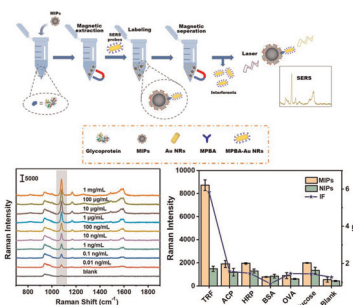 MIPs
Magnetic extraction
SERS probes
Labeling
Magnetic seperation
Laser
Interferents
SERS
Glycoprotein
MIPs
Au NRs
MPBA
MPBA-Au NRs
5000
1 mg/mL
100 μg/mL
10 μg/mL
1 μg/mL
100 ng/mL
10 ng/mL
1 ng/mL
0.1 ng/mL
0.01 ng/mL
blank
Raman Intensity
800 1000 1200 1400 1600 1800
Raman Shift (cm-1)
10000
8000
6000
4000
2000
0
Raman Intensity
MIPs
NIPs
IF
6
4
2
0
TRF
ACP
HRP
BSA
OVA
Blank